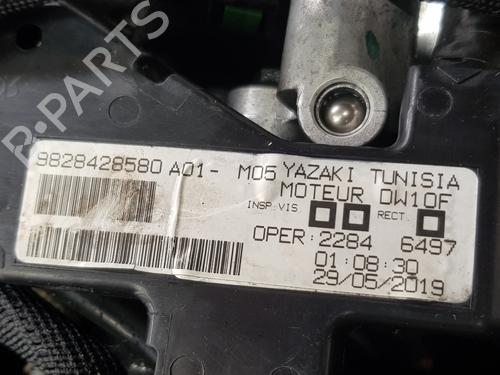 B-PARTS
9828428580 A01- M05 YAZAKI TUNISIA
MOTEUR DW10F
INSP.VIS RECT
OPER:2284 6497
01:08:30
29/05/2019